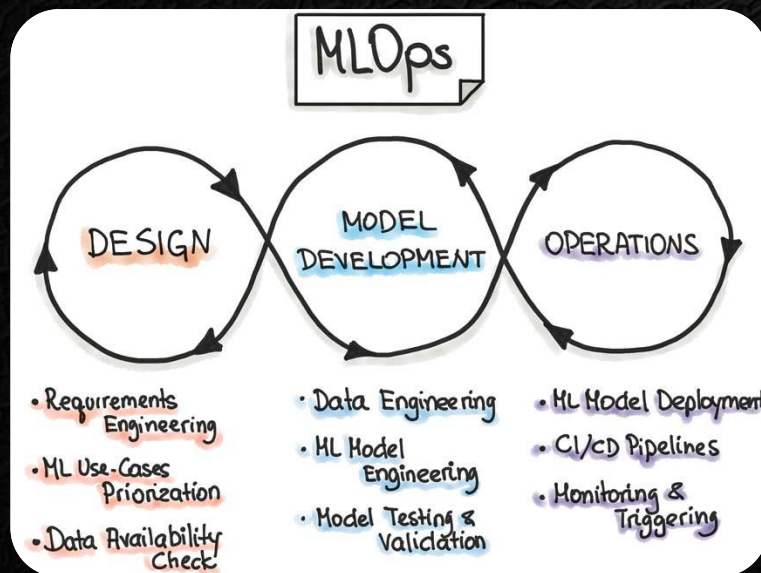 MLOps
DESIGN
MODEL
DEVELOPMENT
OPERATIONS
• Requirements
Engineering
• ML Use-Cases
Priorization
• Data Availability
Check
• Data Engineering
• ML Model
Engineering
• Model Testing &
Validation
• ML Model Deployment
• CI/CD Pipelines
• Monitoring &
Triggering